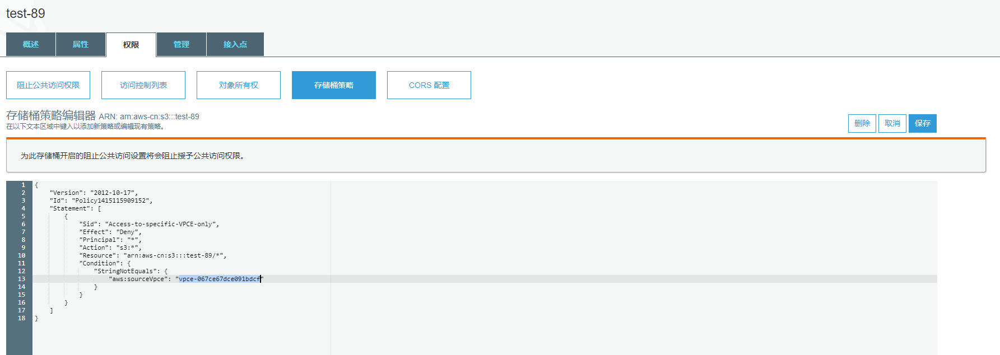 test-89
概述 属性 权限 管理 接入点
阻止公共访问权限 访问控制列表 对象所有权 存储桶策略 CORS 配置
存储桶策略编辑器 ARN: arn:aws-cn:s3:::test-89
在以下文本区域中键入以添加新策略或编辑现有策略。
删除 取消 保存
为此存储桶开启的阻止公共访问设置将会阻止授予公共访问权限。
1 {
2 "Version": "2012-10-17",
3 "Id": "Policy1415115909152",
4 "Statement": [
5 {
6 "Sid": "Access-to-specific-VPCE-only",
7 "Effect": "Deny",
8 "Principal": "*",
9 "Action": "s3:*",
10 "Resource": "arn:aws-cn:s3:::test-89/*",
11 "Condition": {
12 "StringNotEquals": {
13 "aws:sourceVpce": "vpce-067ce67dce091bdcf"
14 }
15 }
16 }
17 ]
18 }